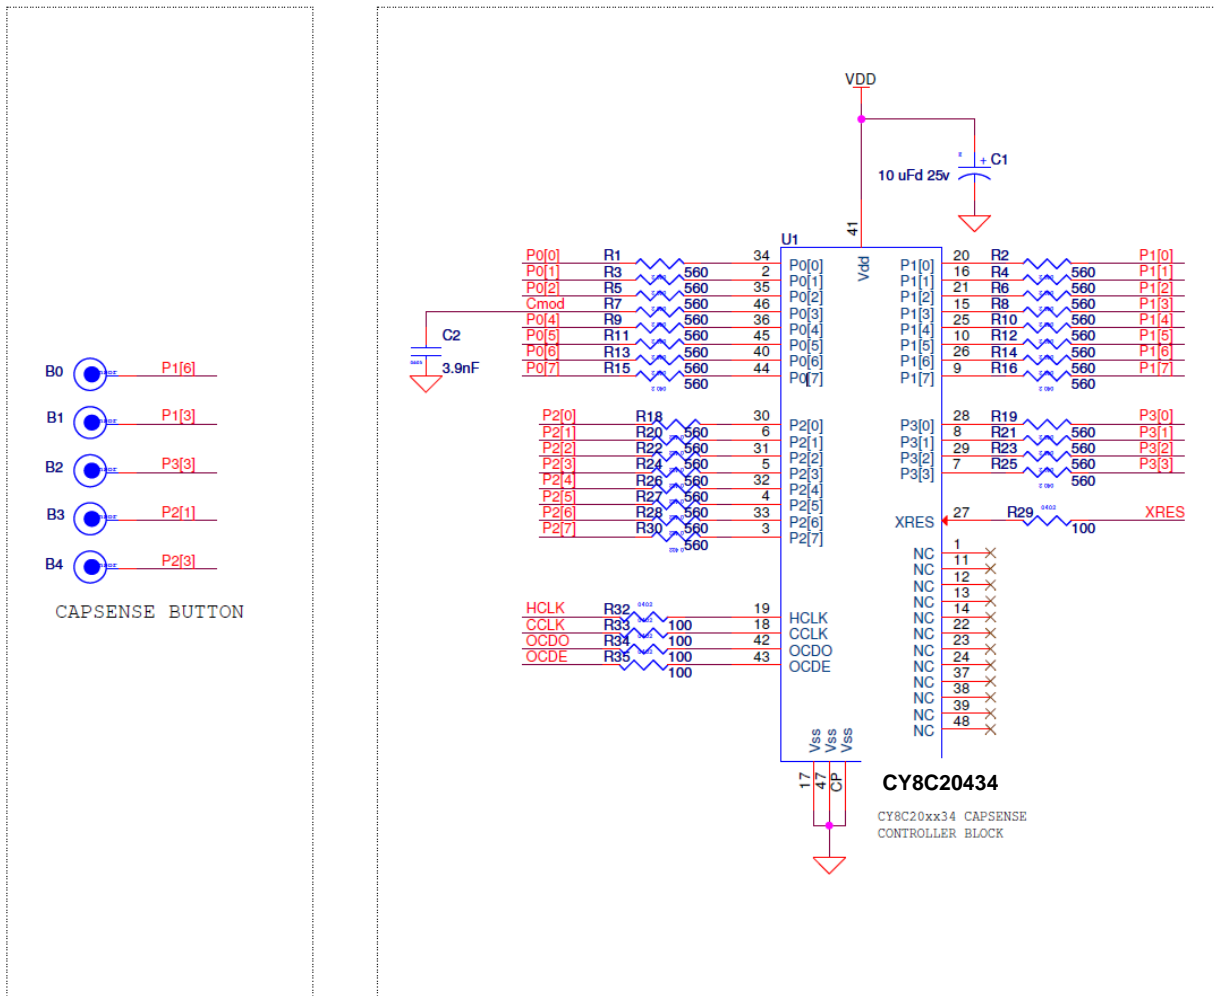 B0 P1[6]
B1 P1[3]
B2 P3[3]
B3 P2[1]
B4 P2[3]
CAPSENSE BUTTON
VDD
+ C1
10 uFd 25v
41
U1
Vdd
P0[0] R1 34 P0[0]
560
P0[1] R3 2 P0[1]
560
P0[2] R5 35 P0[2]
560
Cmod R7 46 P0[3]
560
P0[4] R9 36 P0[4]
560
P0[5] R11 45 P0[5]
560
P0[6] R13 40 P0[6]
560
P0[7] R15 44 P0[7]
560
C2
3.9nF
P1[0] 20 R2 P1[0]
560
P1[1] 16 R4 P1[1]
560
P1[2] 21 R6 P1[2]
560
P1[3] 15 R8 P1[3]
560
P1[4] 25 R10 P1[4]
560
P1[5] 10 R12 P1[5]
560
P1[6] 26 R14 P1[6]
560
P1[7] 9 R16 P1[7]
560
P2[0] R18 30 P2[0]
560
P2[1] R20 6 P2[1]
560
P2[2] R22 31 P2[2]
560
P2[3] R24 5 P2[3]
560
P2[4] R26 32 P2[4]
560
P2[5] R27 4 P2[5]
560
P2[6] R28 33 P2[6]
560
P2[7] R30 3 P2[7]
560
P3[0] 28 R19 P3[0]
560
P3[1] 8 R21 P3[1]
560
P3[2] 29 R23 P3[2]
560
P3[3] 7 R25 P3[3]
560
XRES 27 R29 0402 XRES
100
NC 1
NC 11
NC 12
NC 13
NC 14
NC 22
NC 23
NC 24
NC 37
NC 38
NC 39
NC 48
HCLK R32 0402 19 HCLK
100
CCLK R33 18 CCLK
100
OCDO R34 0402 42 OCDO
100
OCDE R35 43 OCDE
100
Vss Vss Vss
17 47 CP
CY8C20434
CY8C20xx34 CAPSENSE
CONTROLLER BLOCK